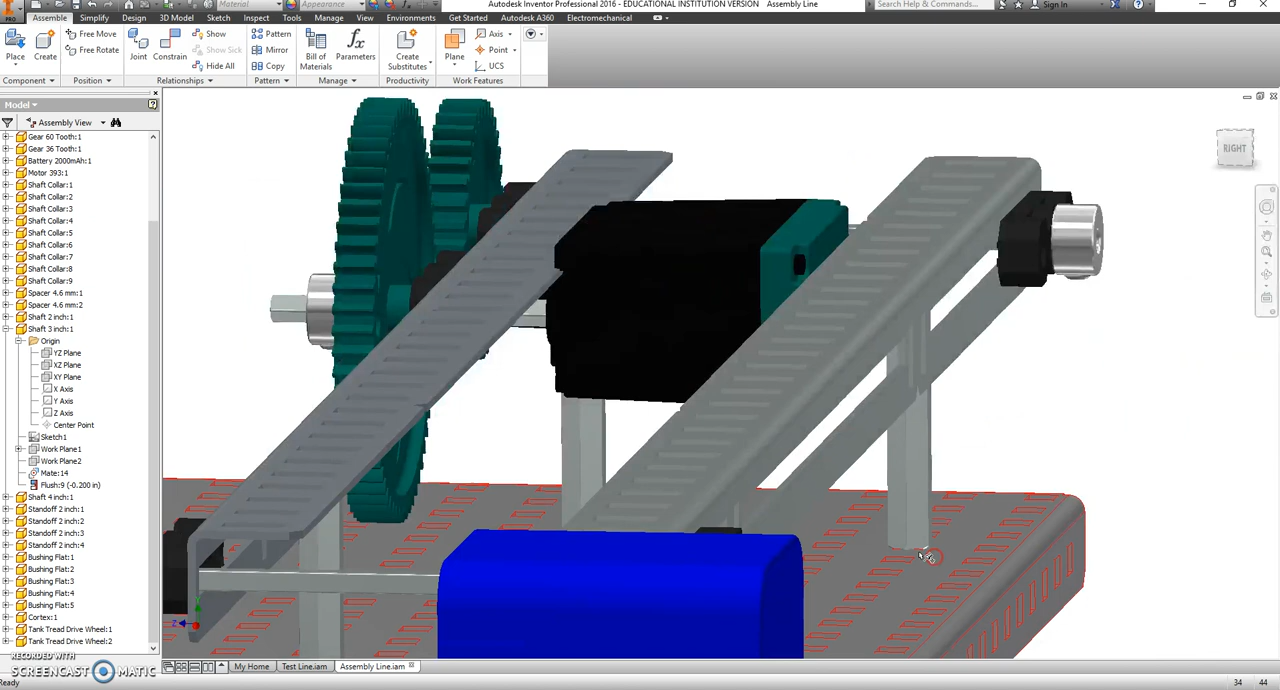 Material
Appearance
Autodesk Inventor Professional 2016 - EDUCATIONAL INSTITUTION VERSION Assembly Line
Search Help & Commands...
Sign In
PRO
Assemble Simplify Design 3D Model Sketch Inspect Tools Manage View Environments Get Started Autodesk A360 Electromechanical
Free Move
Free Rotate
Show
Show Sick
Hide All
Pattern
Mirror
Copy
Axis
Point
UCS
Place Create Joint Constrain Bill of Materials Parameters Create Substitutes Plane
Component Position Relationships Pattern Manage Productivity Work Features
Model
Assembly View
Gear 60 Tooth:1
Gear 36 Tooth:1
Battery 2000mAh:1
Motor 393:1
Shaft Collar:1
Shaft Collar:2
Shaft Collar:3
Shaft Collar:4
Shaft Collar:5
Shaft Collar:6
Shaft Collar:7
Shaft Collar:8
Shaft Collar:9
Spacer 4.6 mm:1
Spacer 4.6 mm:2
Shaft 2 inch:1
Shaft 3 inch:1
Origin
YZ Plane
XZ Plane
XY Plane
X Axis
Y Axis
Z Axis
Center Point
Sketch1
Work Plane1
Work Plane2
Mate:14
Flush:9 (-0.200 in)
Shaft 4 inch:1
Standoff 2 inch:1
Standoff 2 inch:2
Standoff 2 inch:3
Standoff 2 inch:4
Bushing Flat:1
Bushing Flat:2
Bushing Flat:3
Bushing Flat:4
Bushing Flat:5
Cortex:1
Tank Tread Drive Wheel:1
Tank Tread Drive Wheel:2
RIGHT
Y
Z
My Home Test Line.iam Assembly Line.iam
RECORDED WITH
SCREENCAST MATIC
Ready
34 44